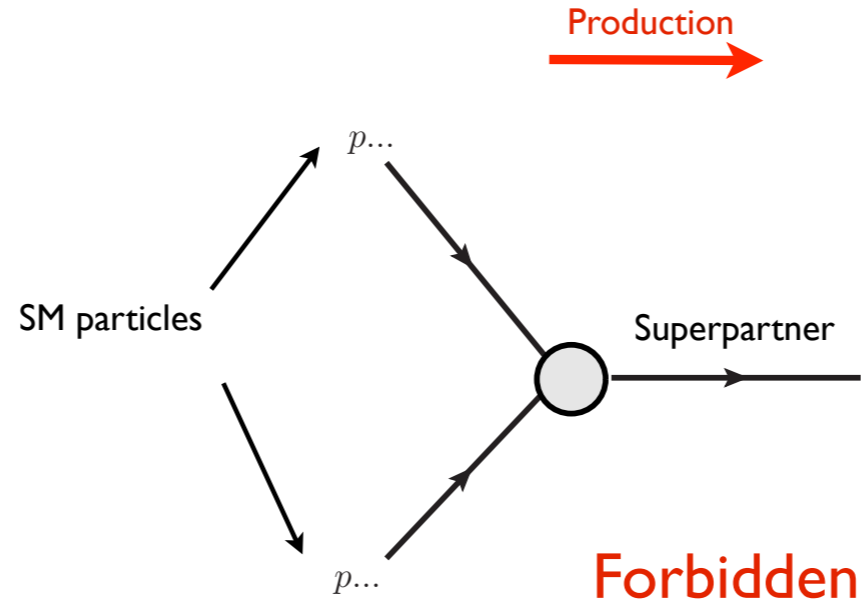 Production
p...
SM particles
Superpartner
p...
Forbidden